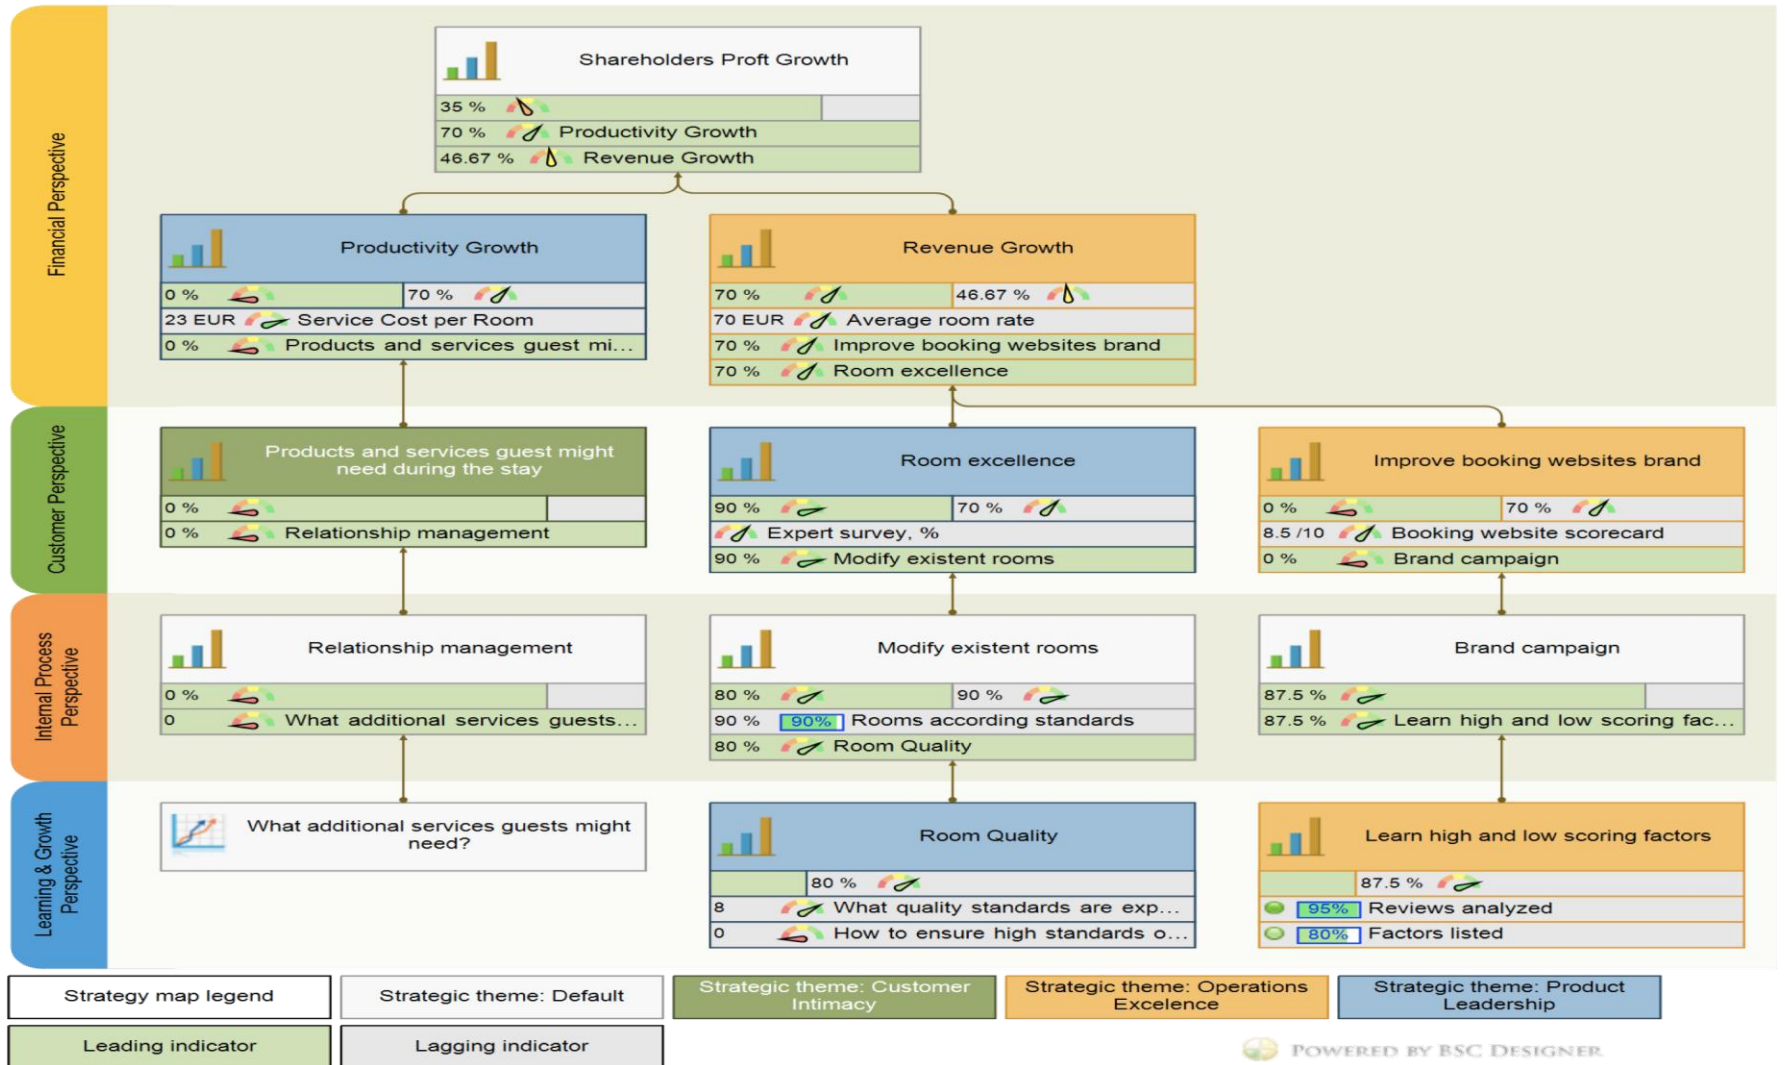 Financial Perspective
Shareholders Proft Growth
35 %
70 % Productivity Growth
46.67 % Revenue Growth
Productivity Growth
0 % 70 %
23 EUR Service Cost per Room
0 % Products and services guest mi...
Revenue Growth
70 % 46.67 %
70 EUR Average room rate
70 % Improve booking websites brand
70 % Room excellence
Customer Perspective
Products and services guest might
need during the stay
0 %
0 % Relationship management
Room excellence
90 % 70 %
Expert survey, %
90 % Modify existent rooms
Improve booking websites brand
0 % 70 %
8.5 /10 Booking website scorecard
0 % Brand campaign
Internal Process
Perspective
Relationship management
0 %
0 What additional services guests...
Modify existent rooms
80 % 90 %
90 % 90% Rooms according standards
80 % Room Quality
Brand campaign
87.5 %
87.5 % Learn high and low scoring fac...
Learning & Growth
Perspective
What additional services guests might
need?
Room Quality
80 %
8 What quality standards are exp...
0 How to ensure high standards o...
Learn high and low scoring factors
87.5 %
95% Reviews analyzed
80% Factors listed
Strategy map legend
Strategic theme: Default
Strategic theme: Customer
Intimacy
Strategic theme: Operations
Excelence
Strategic theme: Product
Leadership
Leading indicator
Lagging indicator
POWERED BY BSC DESIGNER